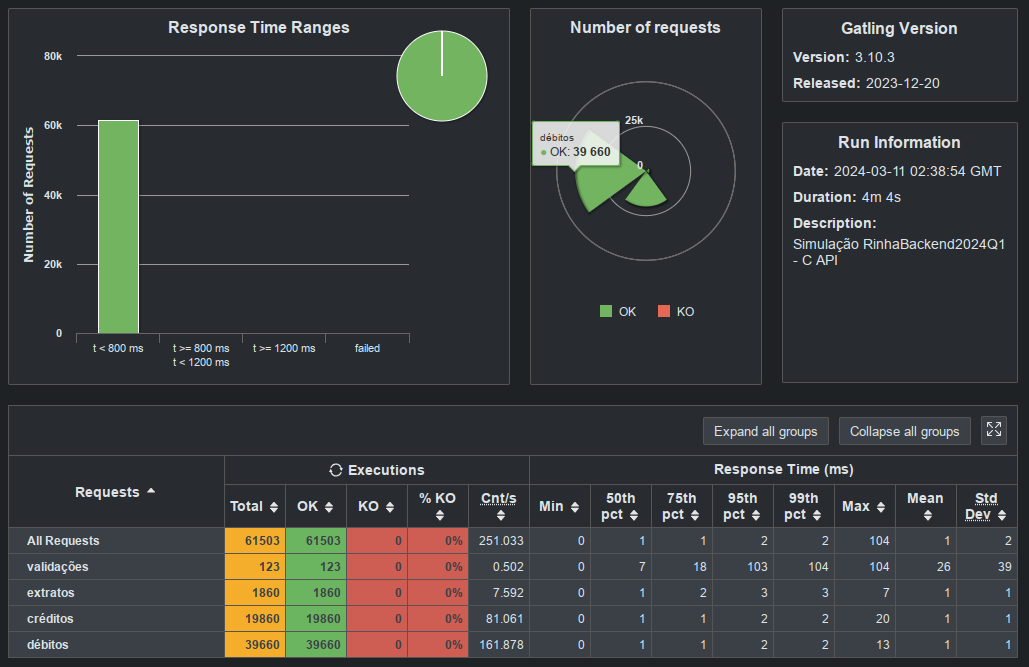 Response Time Ranges
80k
60k
40k
20k
0
Number of Requests
t < 800 ms
t >= 800 ms
t < 1200 ms
t >= 1200 ms
failed
Number of requests
25k
0
débitos
● OK: 39 660
OK
KO
Gatling Version
Version: 3.10.3
Released: 2023-12-20
Run Information
Date: 2024-03-11 02:38:54 GMT
Duration: 4m 4s
Description:
Simulação RinhaBackend2024Q1
- C API
Expand all groups
Collapse all groups
Requests
Executions
Response Time (ms)
Total
OK
KO
% KO
Cnt/s
Min
50th pct
75th pct
95th pct
99th pct
Max
Mean
Std Dev
All Requests 61503 61503 0 0% 251.033 0 1 1 2 2 104 1 2
validações 123 123 0 0% 0.502 0 7 18 103 104 104 26 39
extratos 1860 1860 0 0% 7.592 0 1 2 3 3 7 1 1
créditos 19860 19860 0 0% 81.061 0 1 1 2 2 20 1 1
débitos 39660 39660 0 0% 161.878 0 1 1 2 2 13 1 1